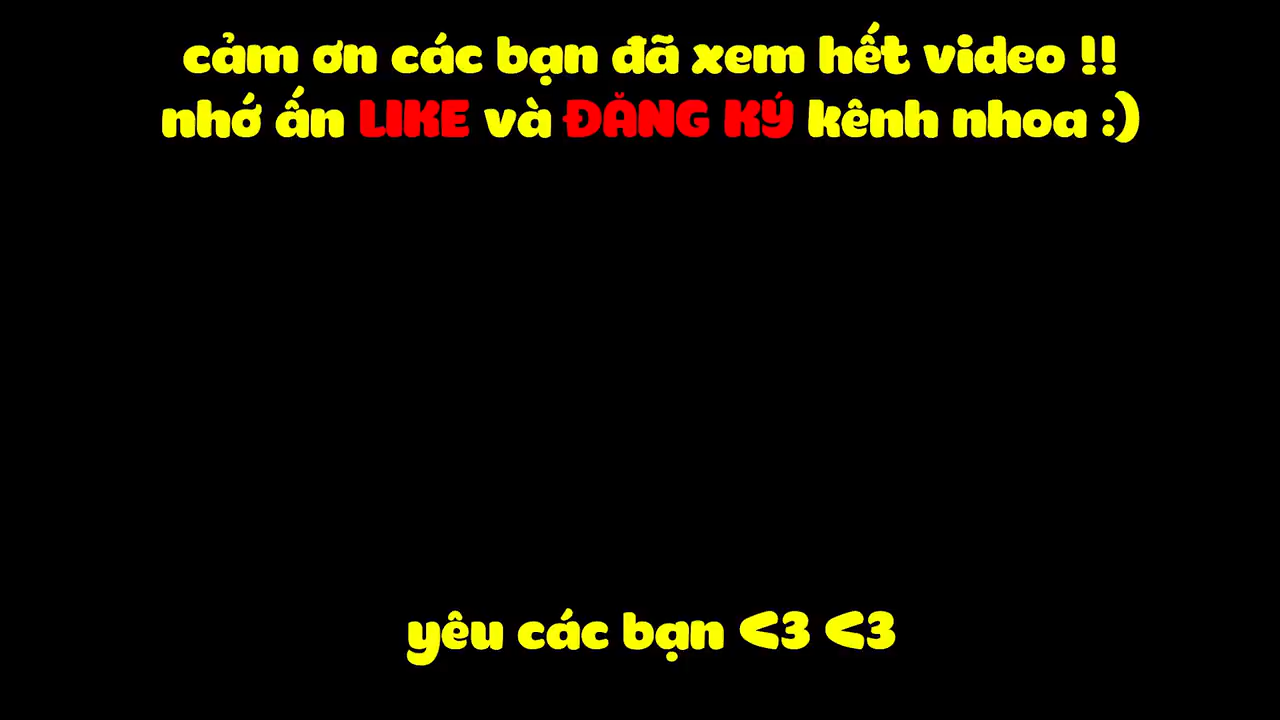 cảm ơn các bạn đã xem hết video !!
nhớ ấn LIKE và ĐĂNG KÝ kênh nhoa :)
yêu các bạn <3 <3